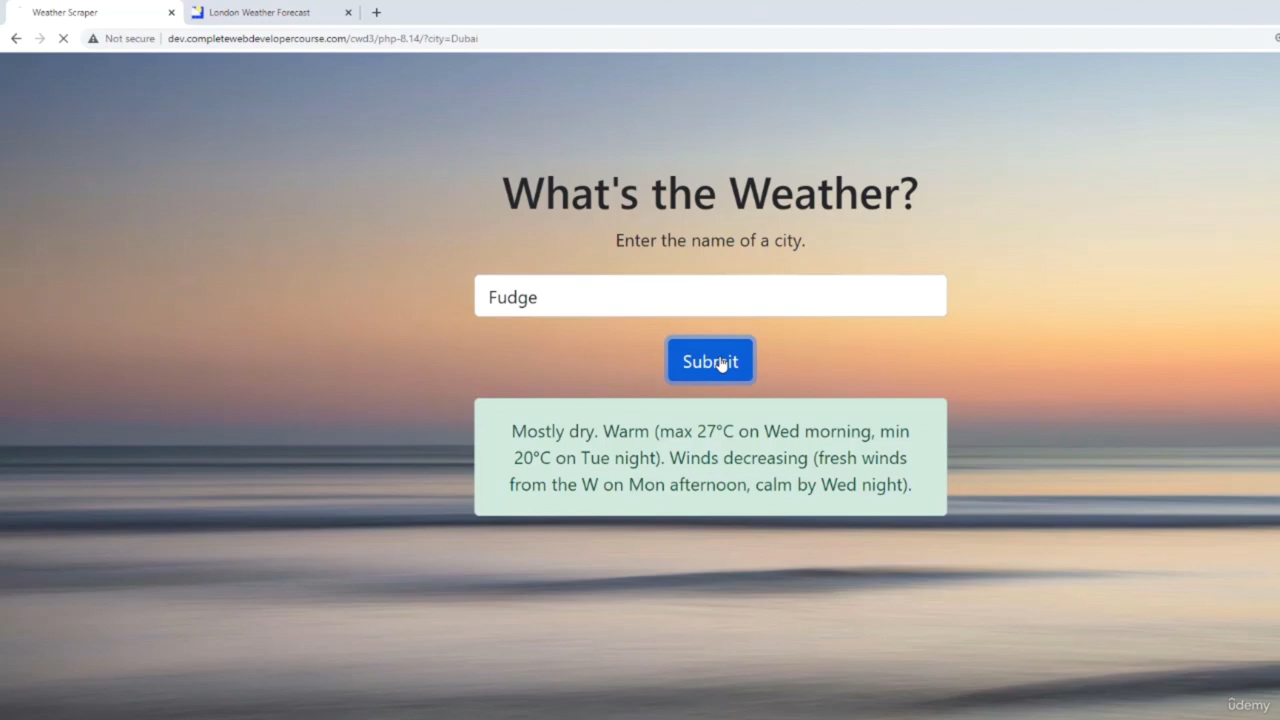 Weather Scraper
London Weather Forecast
Not secure
dev.completewebdevelopercourse.com/cwd3/php-8.14/?city=Dubai
What's the Weather?
Enter the name of a city.
Fudge
Submit
Mostly dry. Warm (max 27°C on Wed morning, min
20°C on Tue night). Winds decreasing (fresh winds
from the W on Mon afternoon, calm by Wed night).
ûdemy